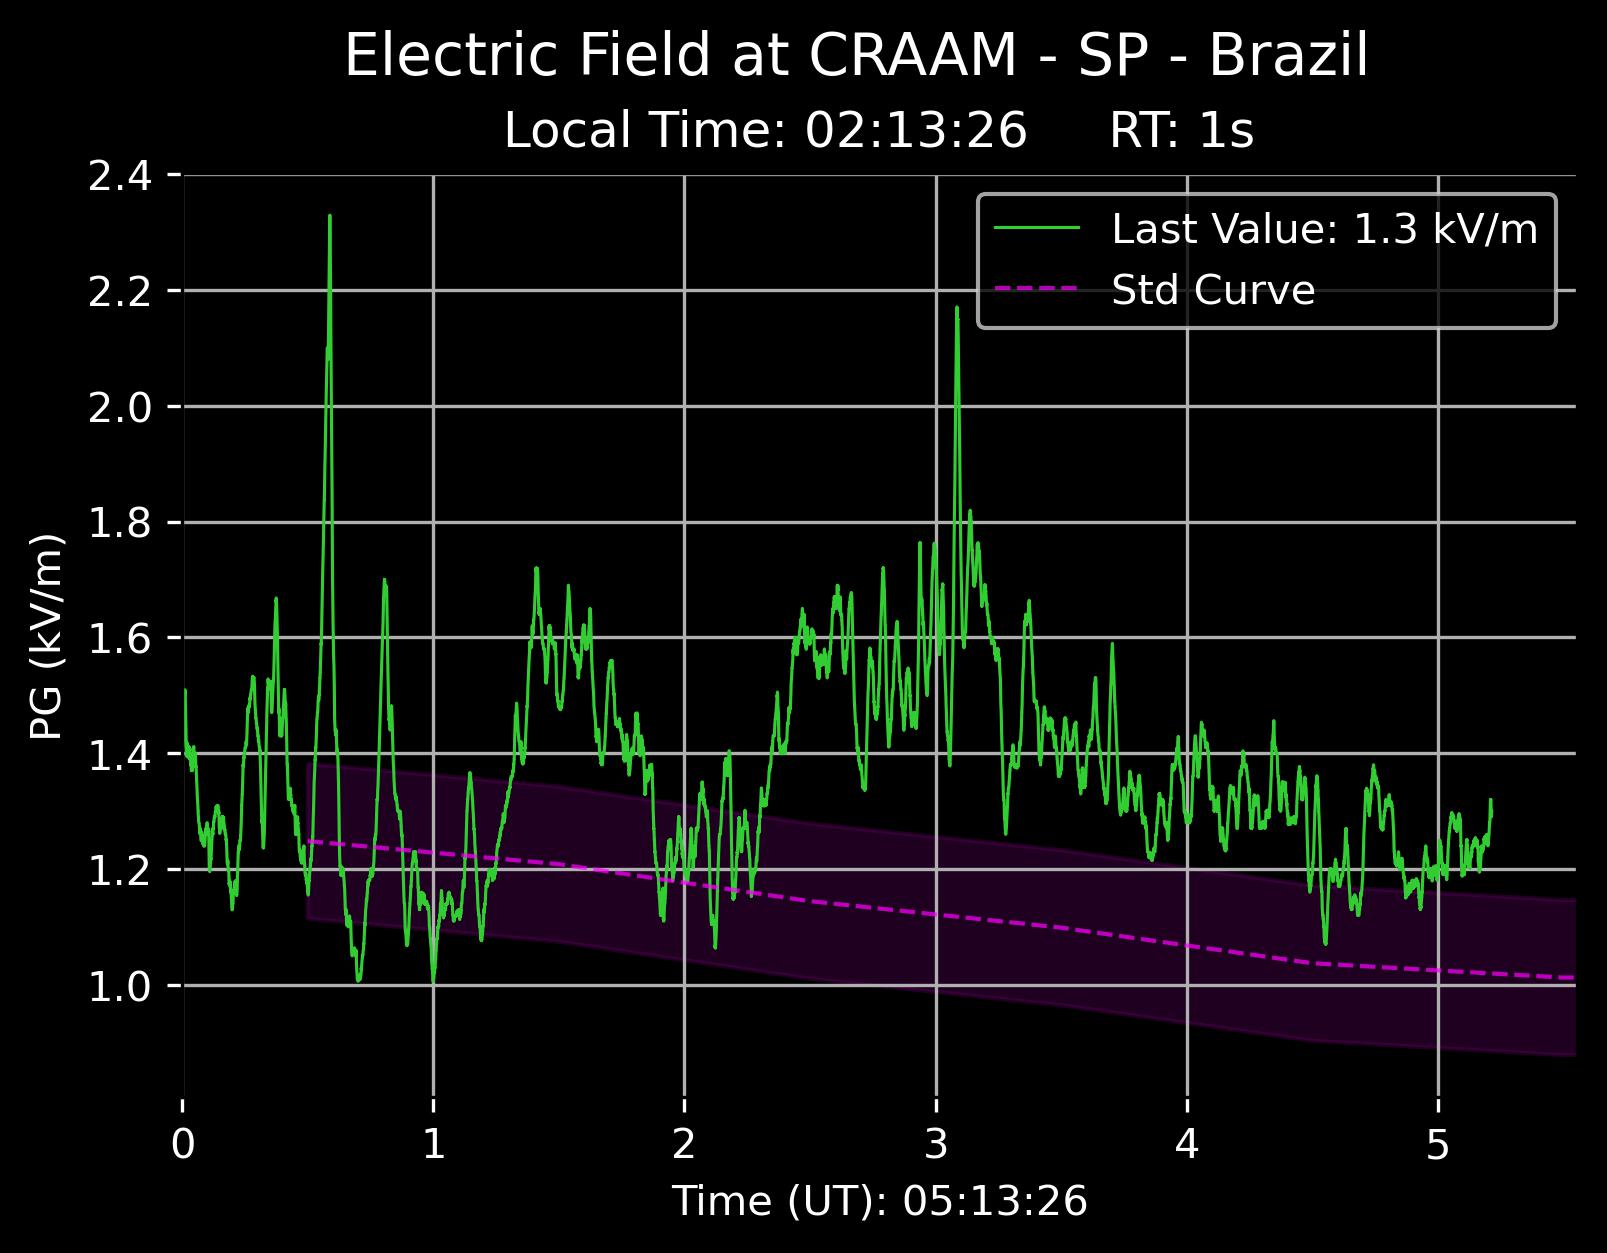 Electric Field at CRAAM - SP - Brazil
Local Time: 02:13:26 RT: 1s
Last Value: 1.3 kV/m
Std Curve
PG (kV/m)
2.4
2.2
2.0
1.8
1.6
1.4
1.2
1.0
0 1 2 3 4 5
Time (UT): 05:13:26